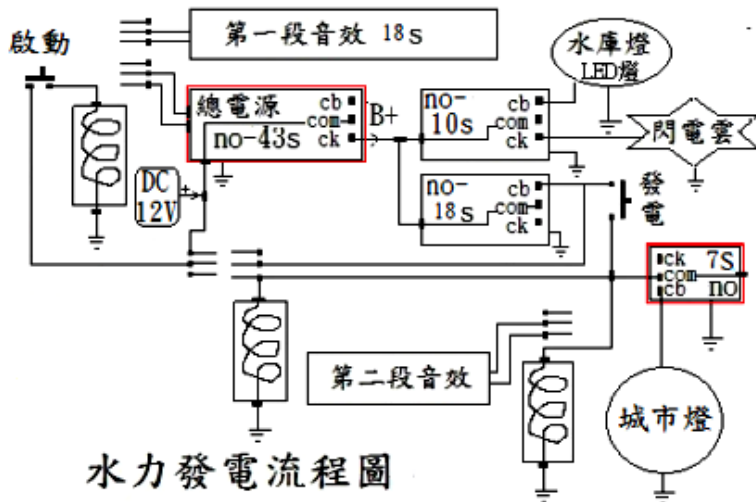 啟動
第一段音效 18s
總電源
no-43s
cb
com
ck
B+
DC
12V
no-
10s
cb
com
ck
水庫燈
LED燈
閃電雲
no-
18s
cb
com
ck
發電
ck
com
cb
7S
no
第二段音效
城市燈
水力發電流程圖